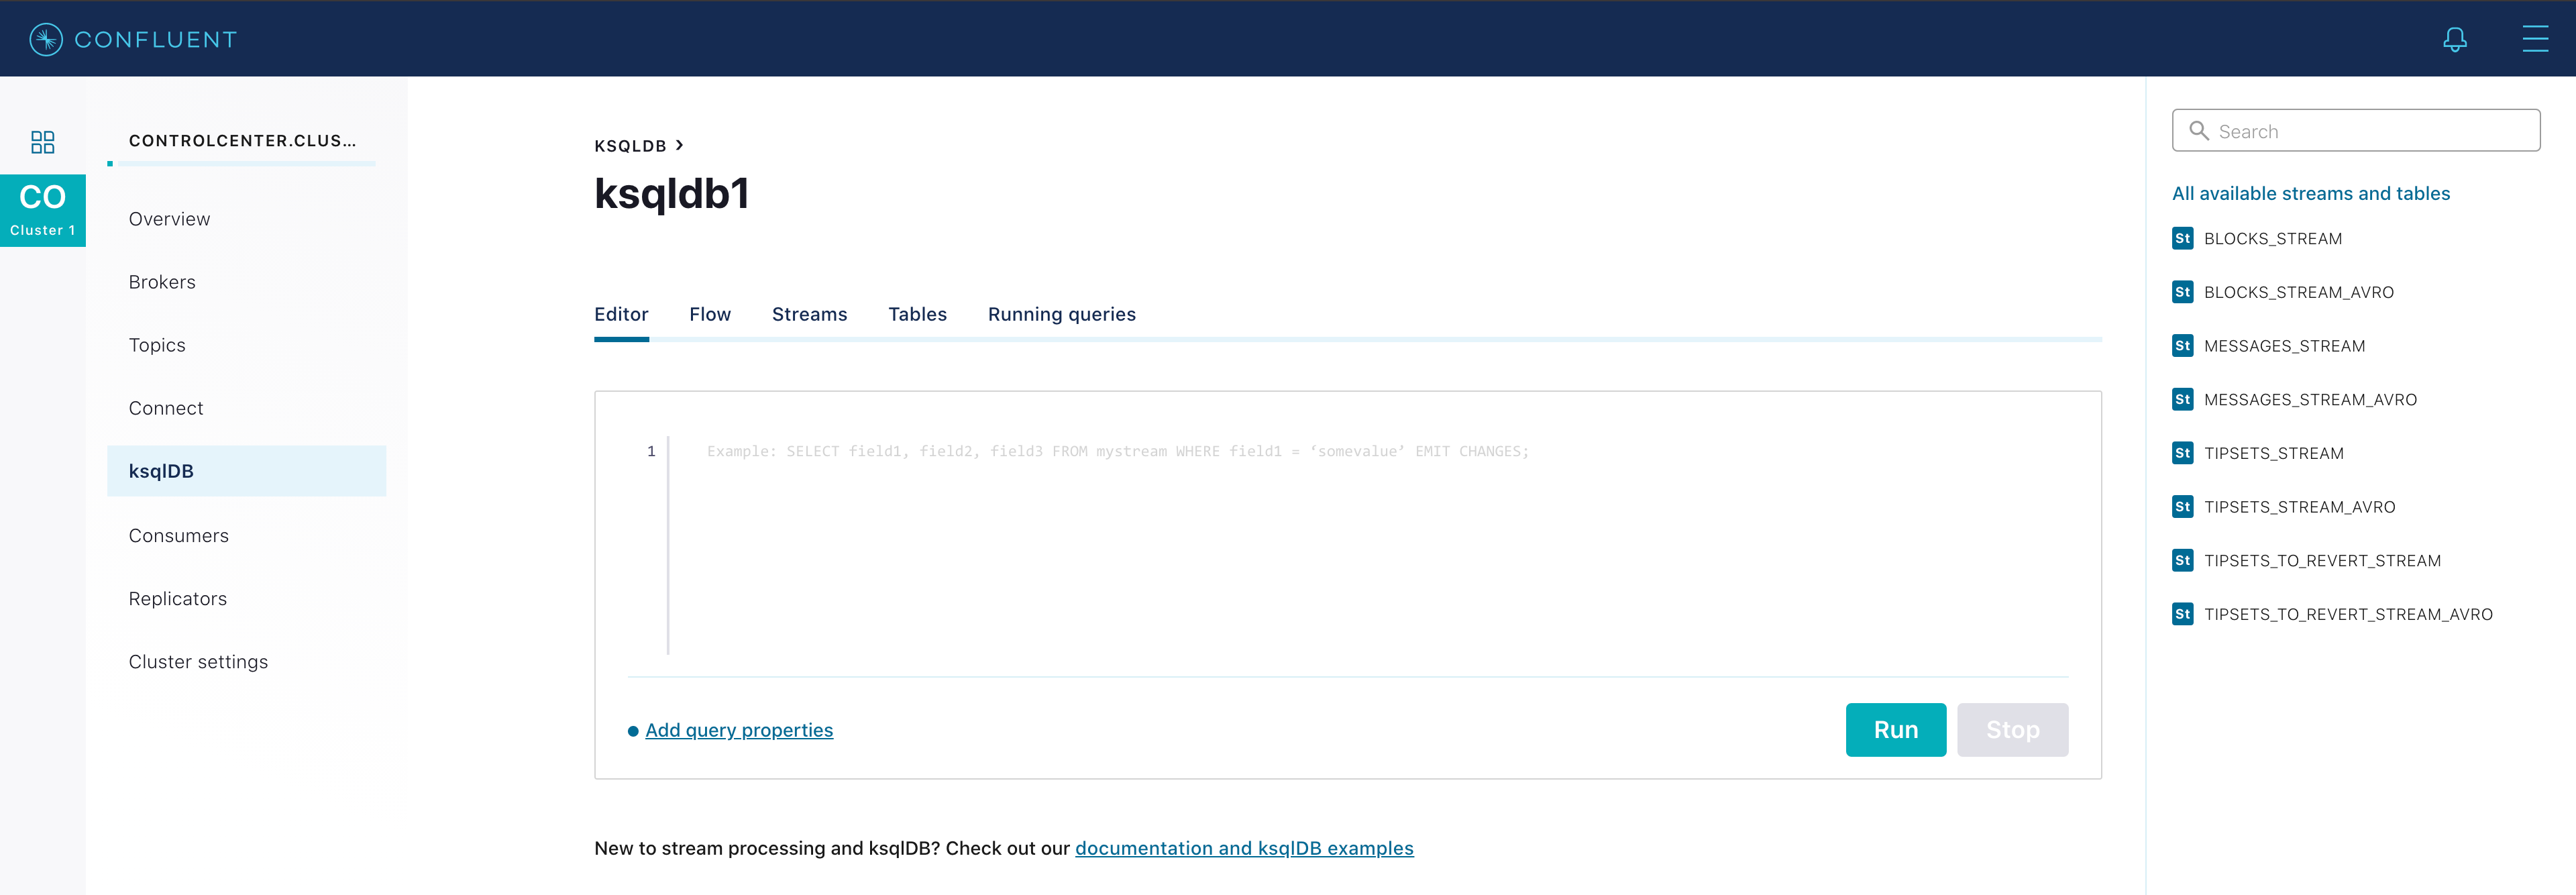 CONFLUENT
CO
Cluster 1
CONTROLCENTER.CLUS...
Overview
Brokers
Topics
Connect
ksqlDB
Consumers
Replicators
Cluster settings
KSQLDB >
ksqldb1
Editor Flow Streams Tables Running queries
1 Example: SELECT field1, field2, field3 FROM mystream WHERE field1 = ‘somevalue’ EMIT CHANGES;
Add query properties
Run Stop
New to stream processing and ksqlDB? Check out our documentation and ksqlDB examples
Search
All available streams and tables
St BLOCKS_STREAM
St BLOCKS_STREAM_AVRO
St MESSAGES_STREAM
St MESSAGES_STREAM_AVRO
St TIPSETS_STREAM
St TIPSETS_STREAM_AVRO
St TIPSETS_TO_REVERT_STREAM
St TIPSETS_TO_REVERT_STREAM_AVRO